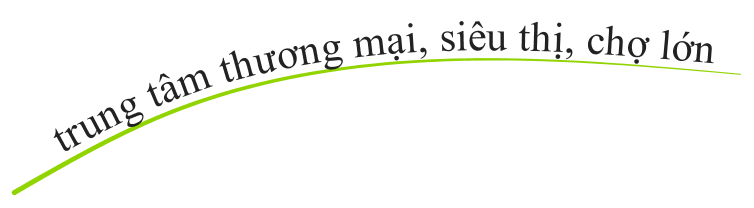 trung tâm thương mại, siêu thị, chợ lớn